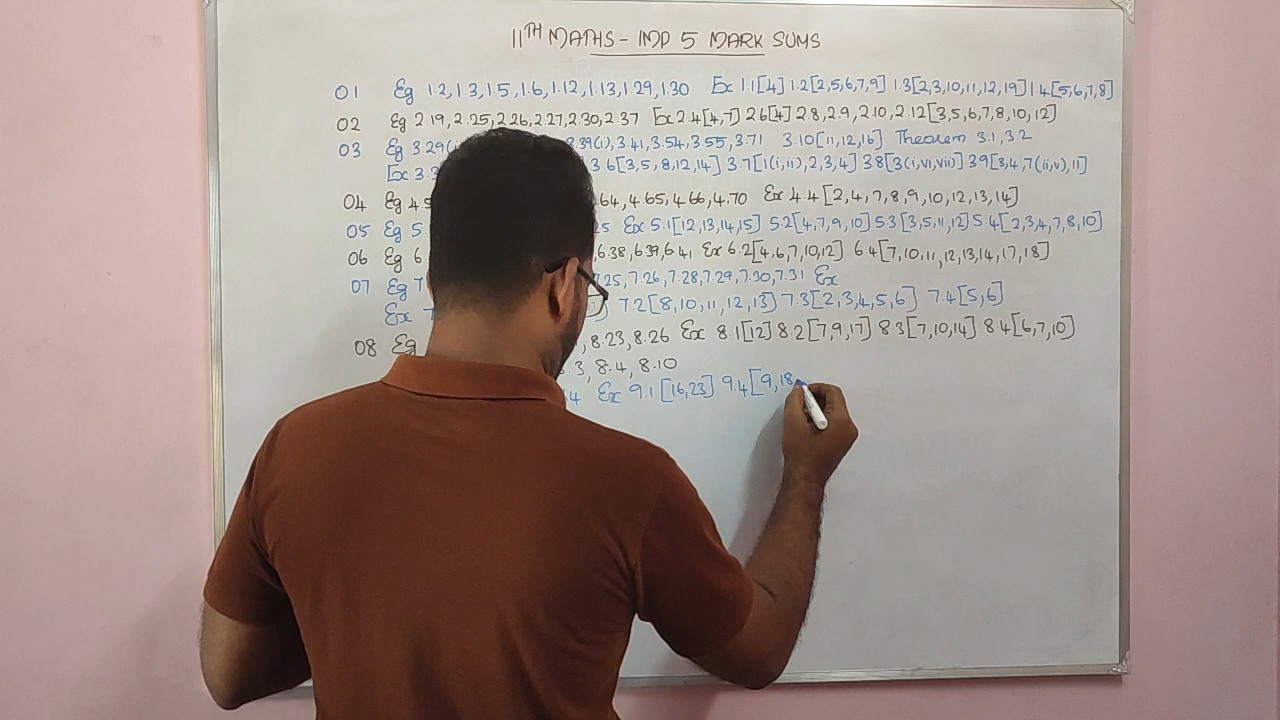 11TH MATHS - IMP 5 MARK SUMS
01 Eg 1.2, 1.3, 1.5, 1.6, 1.12, 1.13, 1.29, 1.30 Ex 1.1[4] 1.2[2,5,6,7,9] 1.3[2,3,10,11,12,19] 1.4[5,6,7,8]
02 Eg 2.19, 2.25, 2.26, 2.27, 2.30, 2.37 Ex 2.4[4,7] 2.6[4] 2.8, 2.9, 2.10, 2.12[3,5,6,7,8,10,12]
03 Eg 3.29( 3.39(i), 3.41, 3.54, 3.55, 3.71 3.10[11,12,16] Theorem 3.1, 3.2
Ex 3.3 3.6[3,5,8,12,14] 3.7[1(i,ii),2,3,4] 3.8[3(i,vi,vii)] 3.9[3,4,7(ii,v),11]
04 Eg 4.5 64, 4.65, 4.66, 4.70 Ex 4.4[2,4,7,8,9,10,12,13,14]
05 Eg 5 25 Ex 5.1[12,13,14,15] 5.2[4,7,9,10] 5.3[3,5,11,12] 5.4[2,3,4,7,8,10]
06 Eg 6 6.38, 6.39, 6.41 Ex 6.2[4,6,7,10,12] 6.4[7,10,11,12,13,14,17,18]
07 Eg 7 7.25, 7.26, 7.28, 7.29, 7.30, 7.31 Ex
Ex 7 7.2[8,10,11,12,13] 7.3[2,3,4,5,6] 7.4[5,6]
08 Eg , 8.23, 8.26 Ex 8.1[12] 8.2[7,9,17] 8.3[7,10,14] 8.4[6,7,10]
8.3, 8.4, 8.10
.4 Ex 9.1[16,23] 9.4[9,18